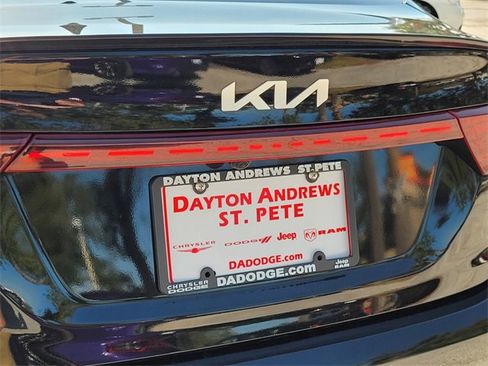 KIA
DAYTON ANDREWS ST. PETE
DAYTON ANDREWS
ST. PETE
CHRYSLER DODGE Jeep RAM
DADODGE.com
CHRYSLER Jeep
DODGE DADODGE.com RAM